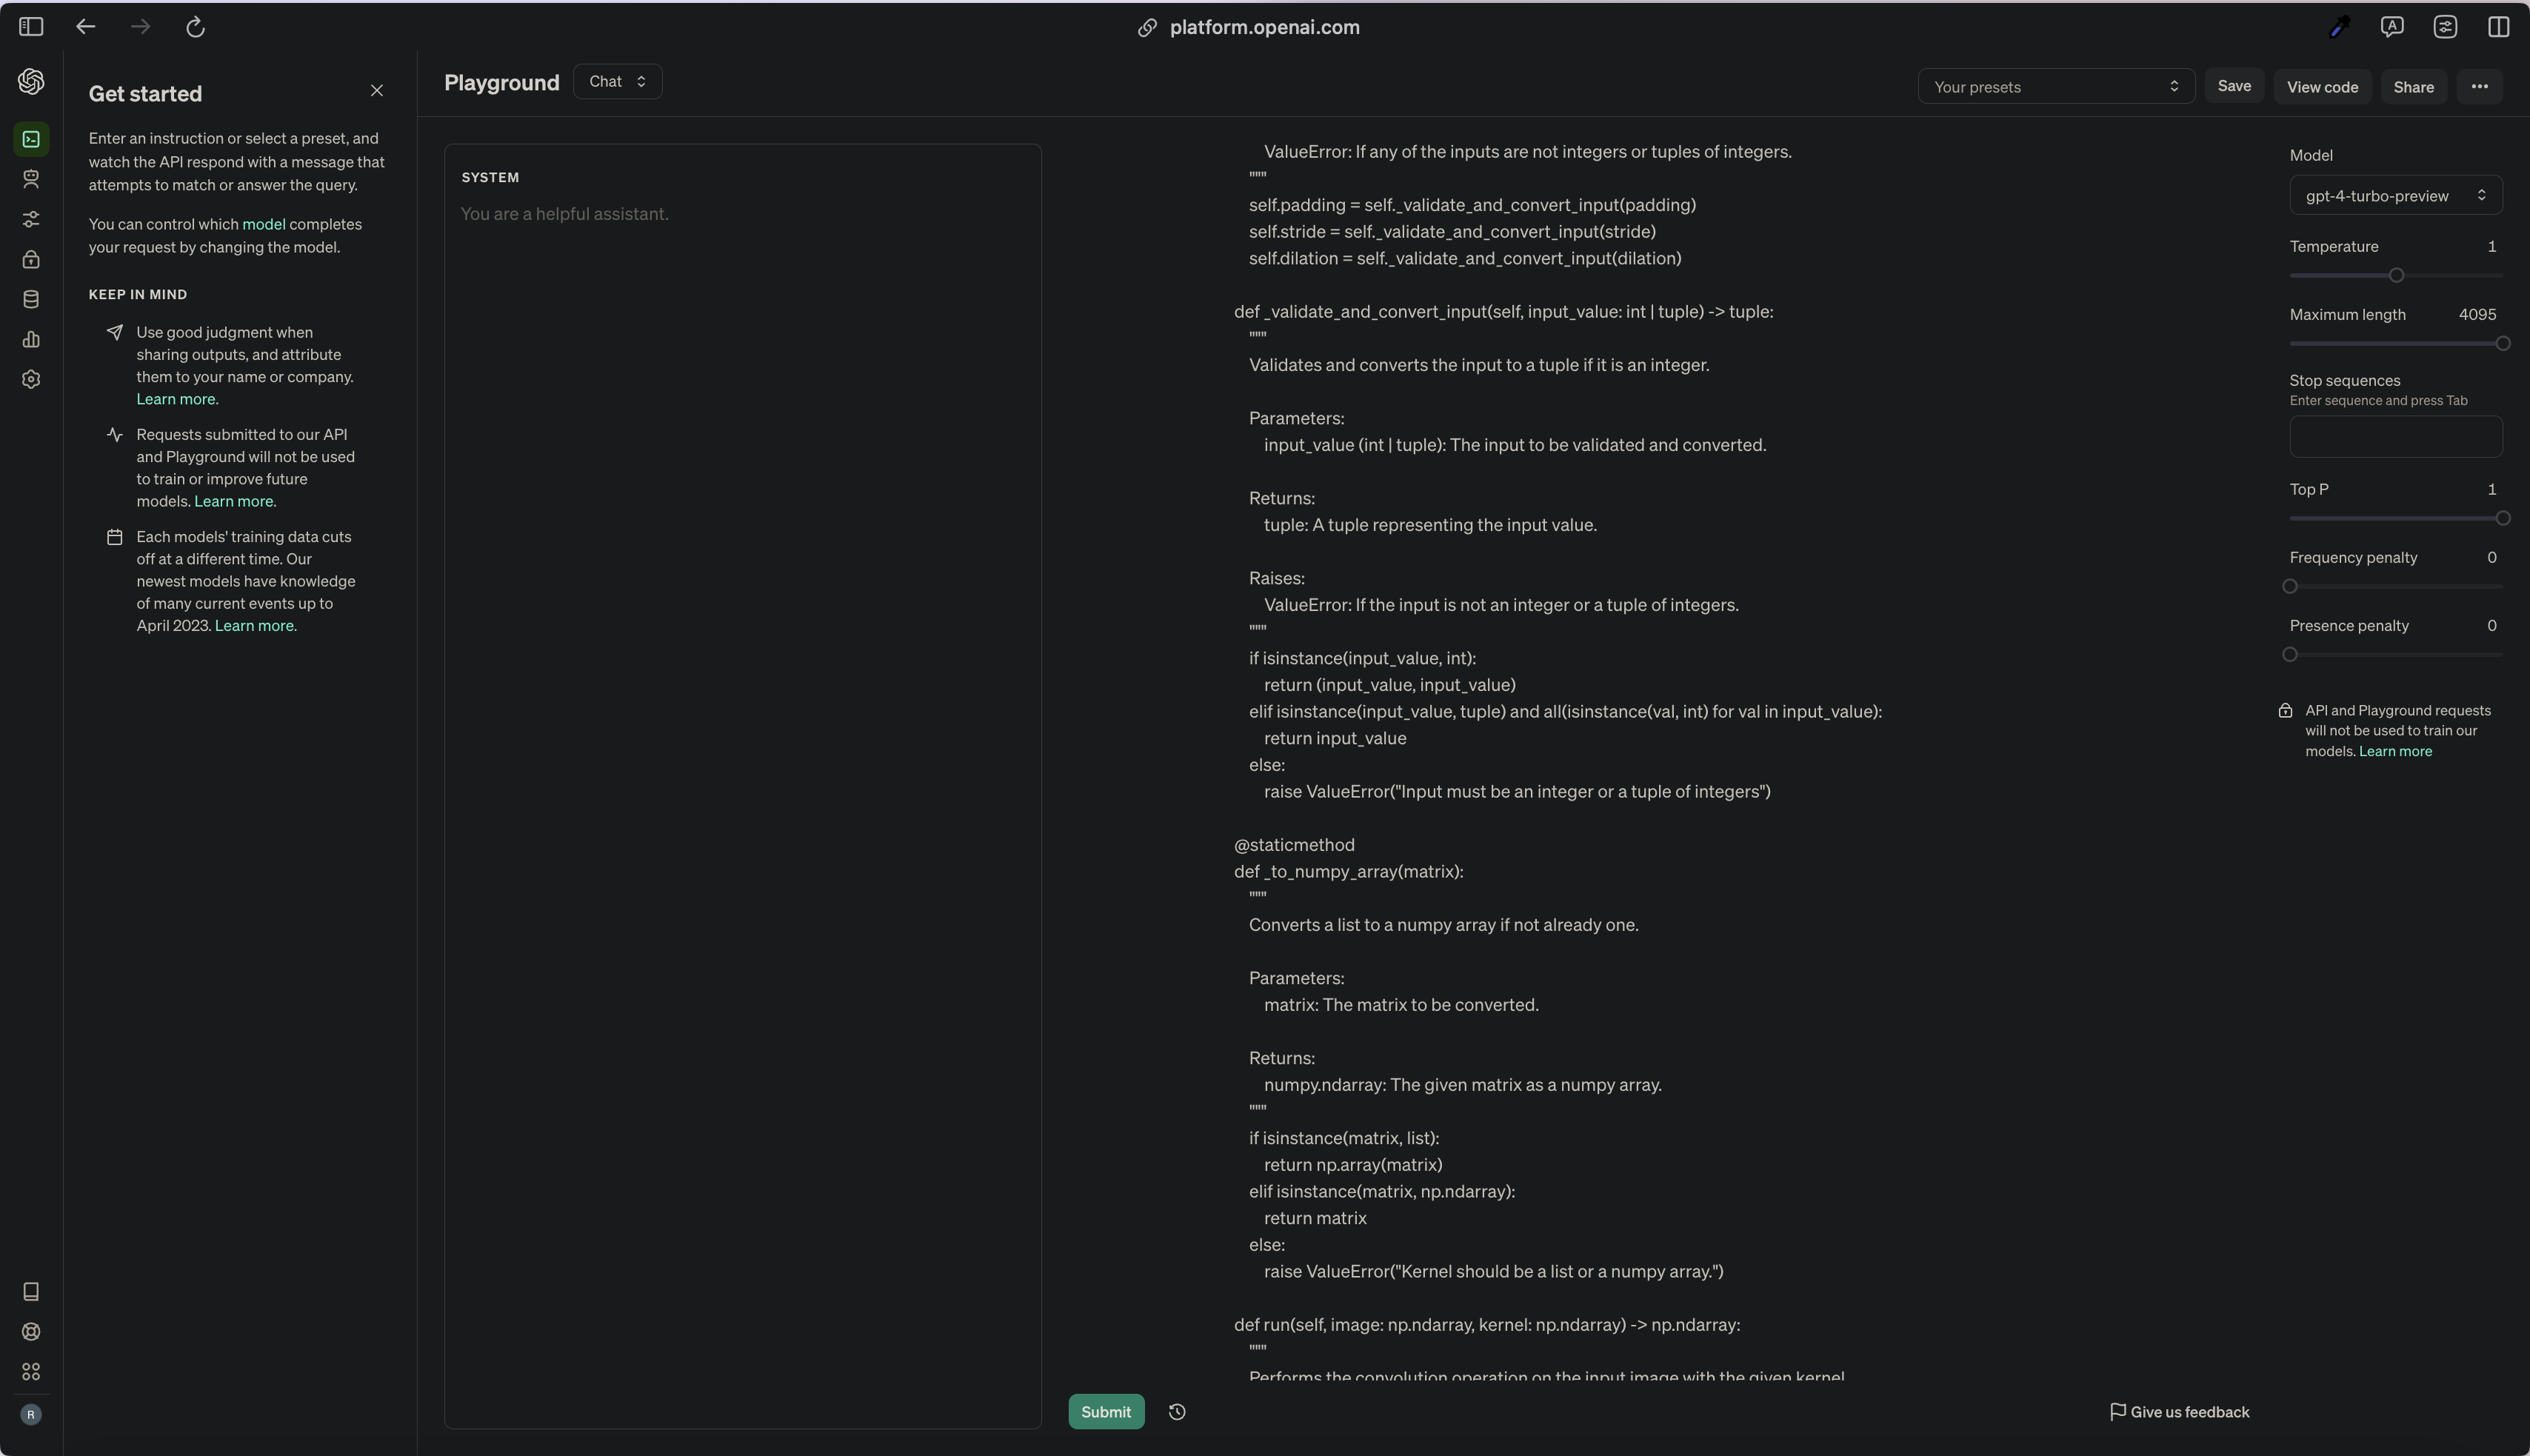 platform.openai.com
Get started
Enter an instruction or select a preset, and
watch the API respond with a message that
attempts to match or answer the query.
You can control which model completes
your request by changing the model.
KEEP IN MIND
Use good judgment when
sharing outputs, and attribute
them to your name or company.
Learn more.
Requests submitted to our API
and Playground will not be used
to train or improve future
models. Learn more.
Each models' training data cuts
off at a different time. Our
newest models have knowledge
of many current events up to
April 2023. Learn more.
R
Playground
Chat
Your presets
Save
View code
Share
SYSTEM
You are a helpful assistant.
ValueError: If any of the inputs are not integers or tuples of integers.
"""
self.padding = self._validate_and_convert_input(padding)
self.stride = self._validate_and_convert_input(stride)
self.dilation = self._validate_and_convert_input(dilation)
def _validate_and_convert_input(self, input_value: int | tuple) -> tuple:
"""
Validates and converts the input to a tuple if it is an integer.
Parameters:
input_value (int | tuple): The input to be validated and converted.
Returns:
tuple: A tuple representing the input value.
Raises:
ValueError: If the input is not an integer or a tuple of integers.
"""
if isinstance(input_value, int):
return (input_value, input_value)
elif isinstance(input_value, tuple) and all(isinstance(val, int) for val in input_value):
return input_value
else:
raise ValueError("Input must be an integer or a tuple of integers")
@staticmethod
def _to_numpy_array(matrix):
"""
Converts a list to a numpy array if not already one.
Parameters:
matrix: The matrix to be converted.
Returns:
numpy.ndarray: The given matrix as a numpy array.
"""
if isinstance(matrix, list):
return np.array(matrix)
elif isinstance(matrix, np.ndarray):
return matrix
else:
raise ValueError("Kernel should be a list or a numpy array.")
def run(self, image: np.ndarray, kernel: np.ndarray) -> np.ndarray:
"""
Performs the convolution operation on the input image with the given kernel
Submit
Give us feedback
Model
gpt-4-turbo-preview
Temperature 1
Maximum length 4095
Stop sequences
Enter sequence and press Tab
Top P 1
Frequency penalty 0
Presence penalty 0
API and Playground requests
will not be used to train our
models. Learn more